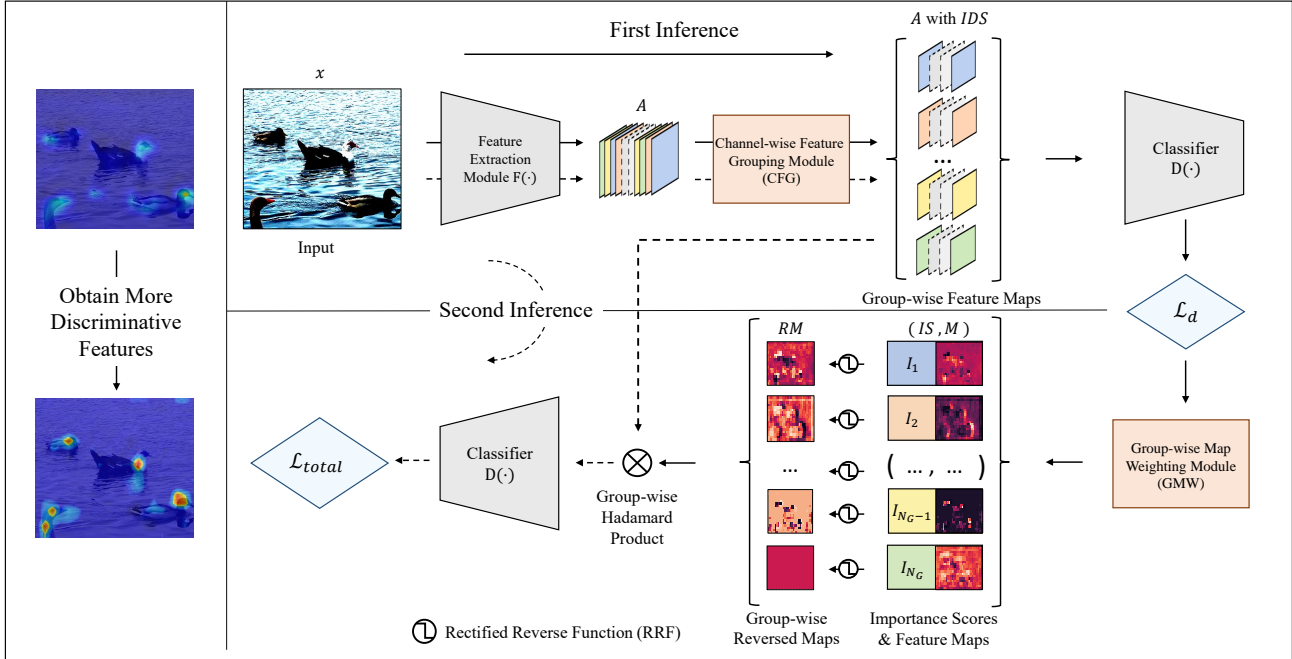 Obtain More
Discriminative
Features
First Inference
x
Input
Feature
Extraction
Module F(·)
A
Channel-wise Feature
Grouping Module
(CFG)
A with IDS
...
Group-wise Feature Maps
Classifier
D(·)
ℒ_d
Group-wise Map
Weighting Module
(GMW)
Second Inference
RM
( IS , M )
I_1
I_2
...
( ... , ... )
I_{N_G−1}
I_{N_G}
Group-wise
Reversed Maps
Importance Scores
& Feature Maps
Group-wise
Hadamard
Product
Classifier
D(·)
ℒ_{total}
Rectified Reverse Function (RRF)